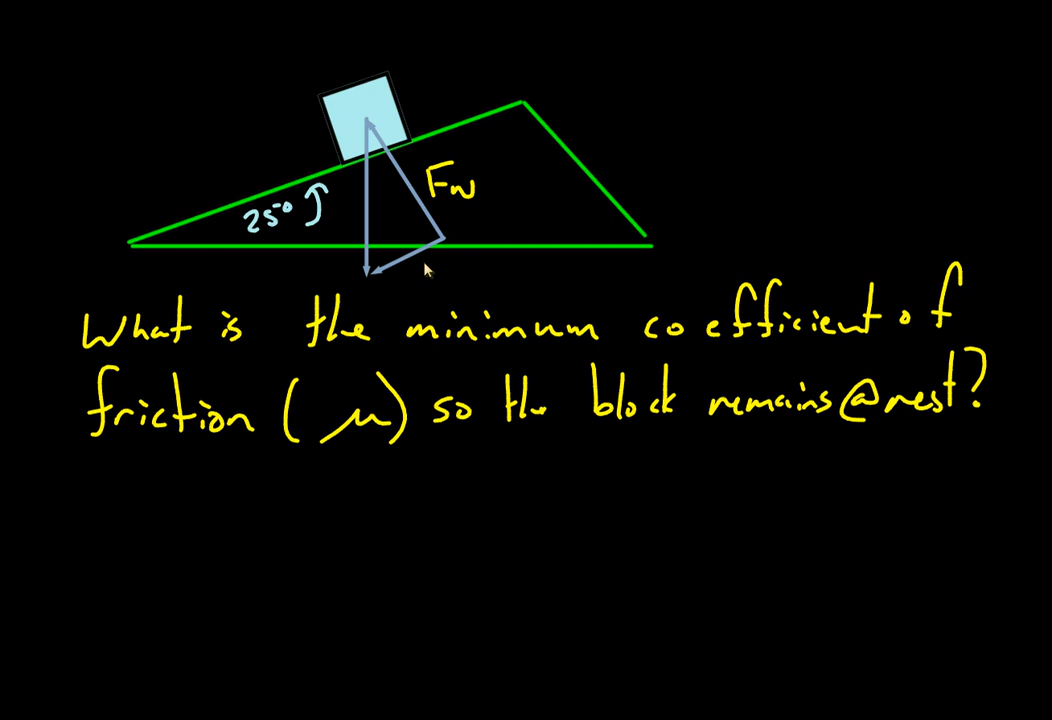 FN
25°
What is the minimum coefficient of
friction (μ) so the block remains @ rest?